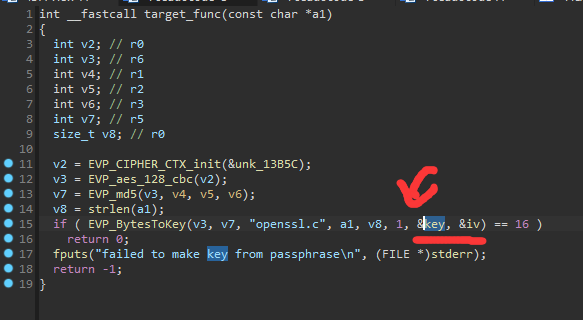 1 int __fastcall target_func(const char *a1)
2 {
3 int v2; // r0
4 int v3; // r6
5 int v4; // r1
6 int v5; // r2
7 int v6; // r3
8 int v7; // r5
9 size_t v8; // r0
10
11 v2 = EVP_CIPHER_CTX_init(&unk_13B5C);
12 v3 = EVP_aes_128_cbc(v2);
13 v7 = EVP_md5(v3, v4, v5, v6);
14 v8 = strlen(a1);
15 if ( EVP_BytesToKey(v3, v7, "openssl.c", a1, v8, 1, &key, &iv) == 16 )
16 return 0;
17 fputs("failed to make key from passphrase\n", (FILE *)stderr);
18 return -1;
19 }